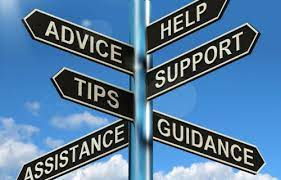 HELP
ADVICE
SUPPORT
TIPS
GUIDANCE
ASSISTANCE